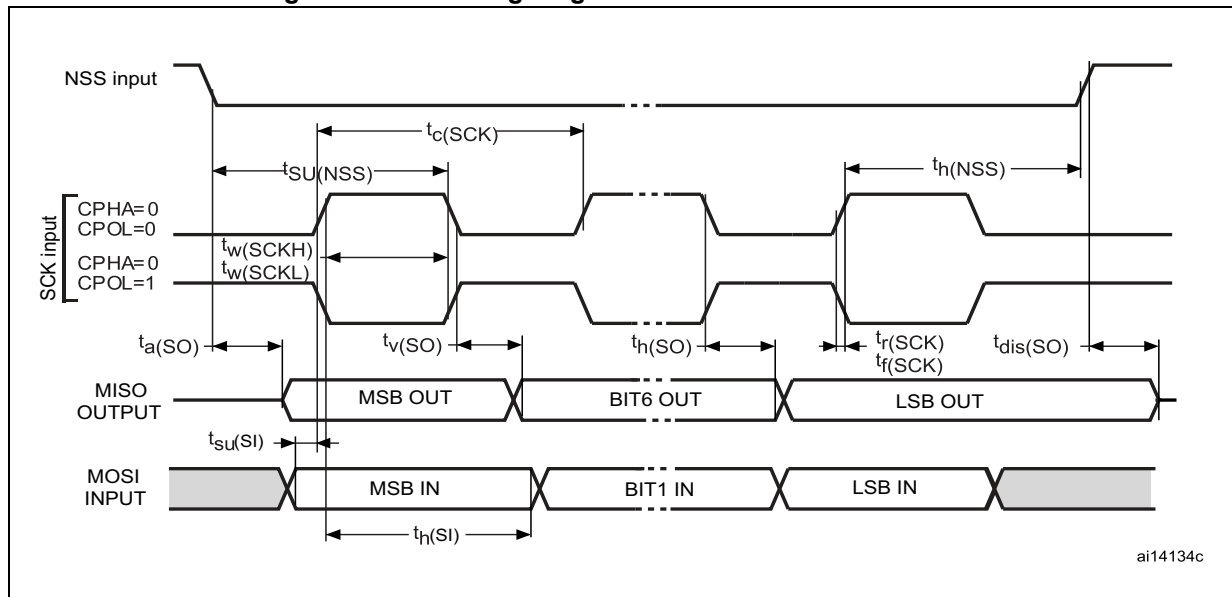 NSS input
tc(SCK)
tSU(NSS)
th(NSS)
SCK input
CPHA=0
CPOL=0
tw(SCKH)
CPHA=0
tw(SCKL)
CPOL=1
ta(SO)
tv(SO)
th(SO)
tr(SCK)
tf(SCK)
tdis(SO)
MISO
OUTPUT
MSB OUT
BIT6 OUT
LSB OUT
tsu(SI)
MOSI
INPUT
MSB IN
BIT1 IN
LSB IN
th(SI)
ai14134c